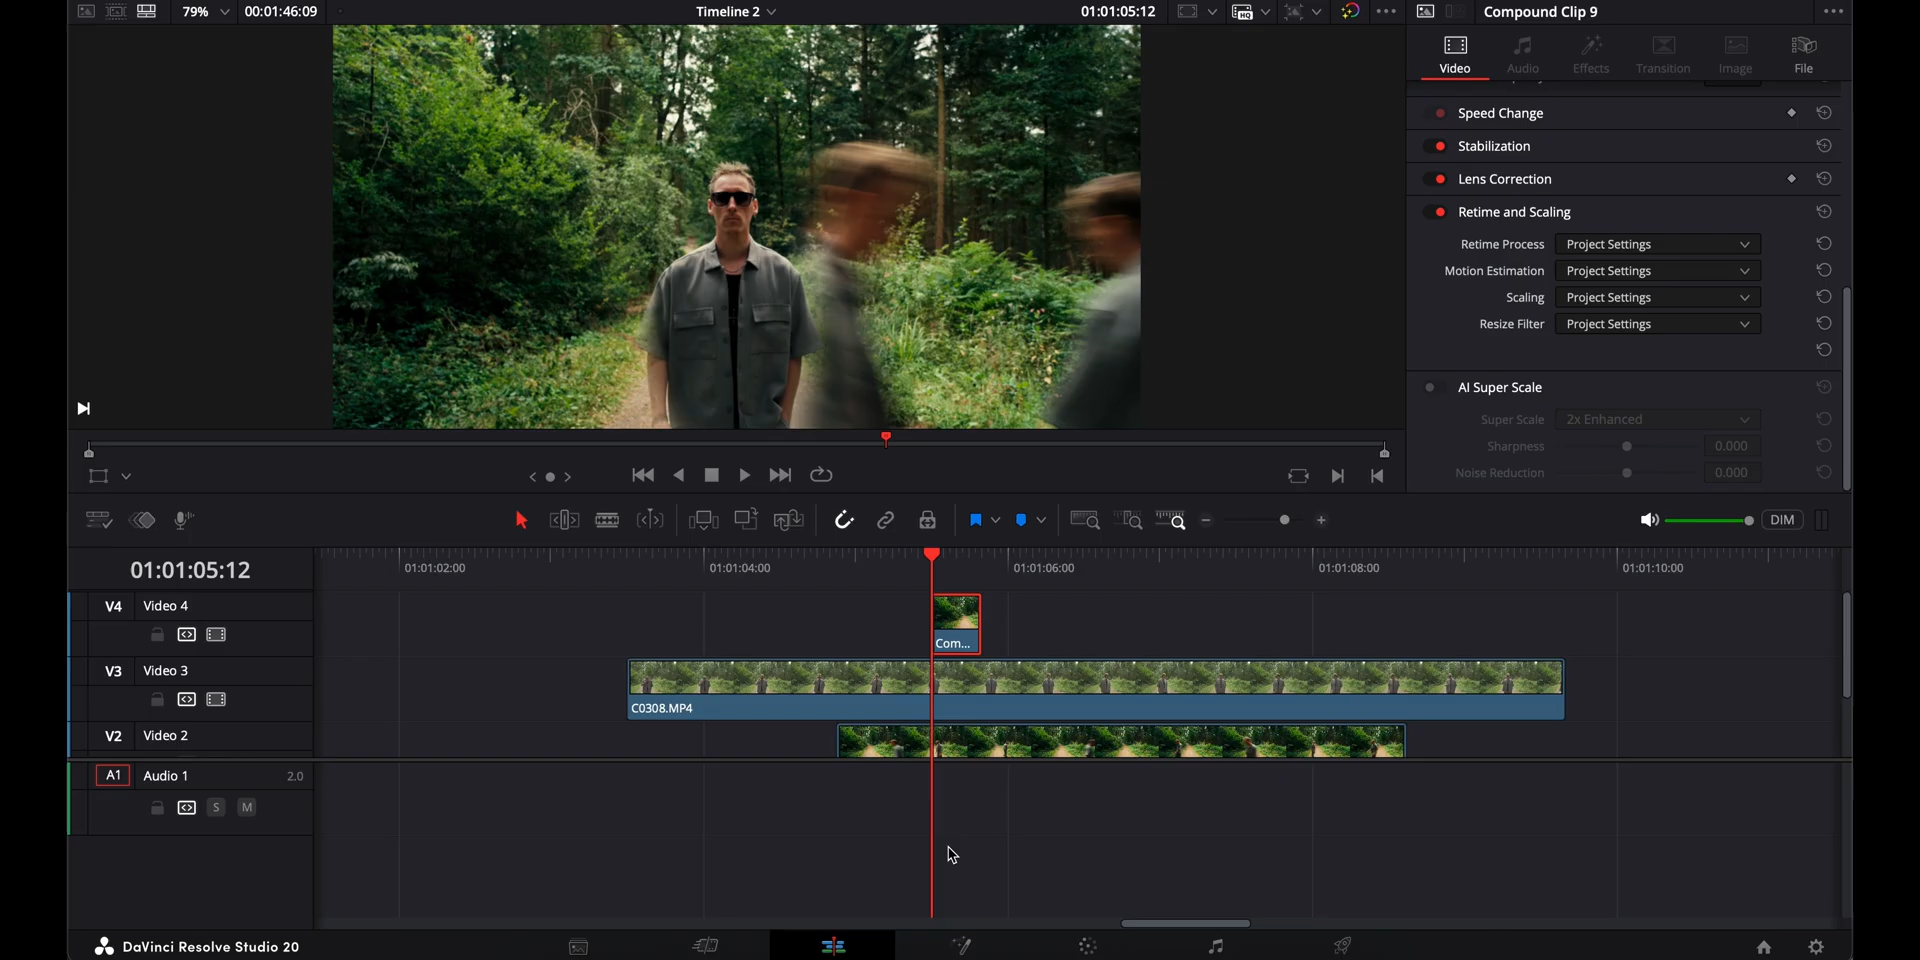 79%
00:01:46:09
Timeline 2
01:01:05:12
HQ
Compound Clip 9
Video
Audio
Effects
Transition
Image
File
Speed Change
Stabilization
Lens Correction
Retime and Scaling
Retime Process Project Settings
Motion Estimation Project Settings
Scaling Project Settings
Resize Filter Project Settings
AI Super Scale
Super Scale 2x Enhanced
Sharpness 0.000
Noise Reduction 0.000
DIM
01:01:05:12
01:01:02:00
01:01:04:00
01:01:06:00
01:01:08:00
01:01:10:00
V4 Video 4
Com...
V3 Video 3
C0308.MP4
V2 Video 2
A1 Audio 1 2.0
S M
DaVinci Resolve Studio 20